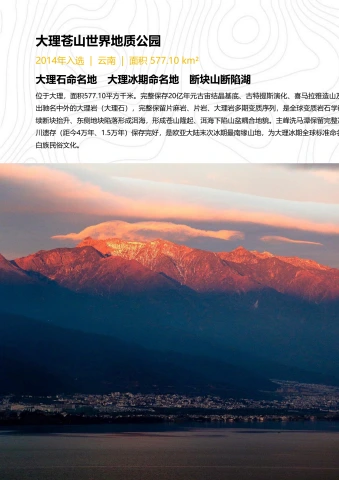 大理苍山世界地质公园
2014年入选 | 云南 | 面积 577.10 km²
大理石命名地 大理冰期命名地 断块山断陷湖
位于大理，面积577.10平方千米。完整保存20亿年元古宙结晶基底、古特提斯演化、喜马拉雅造山及
出驰名中外的大理岩（大理石），完整保留片麻岩、片岩、大理岩多期变质序列，是全球变质岩石学
续断块抬升、东侧地块陷落形成洱海，形成苍山隆起、洱海下陷山盆耦合地貌。主峰洗马潭保留完整
川遗存（距今4万年、1.5万年）保存完好，是欧亚大陆末次冰期最南缘山地，为大理冰期全球标准命名
白族民俗文化。